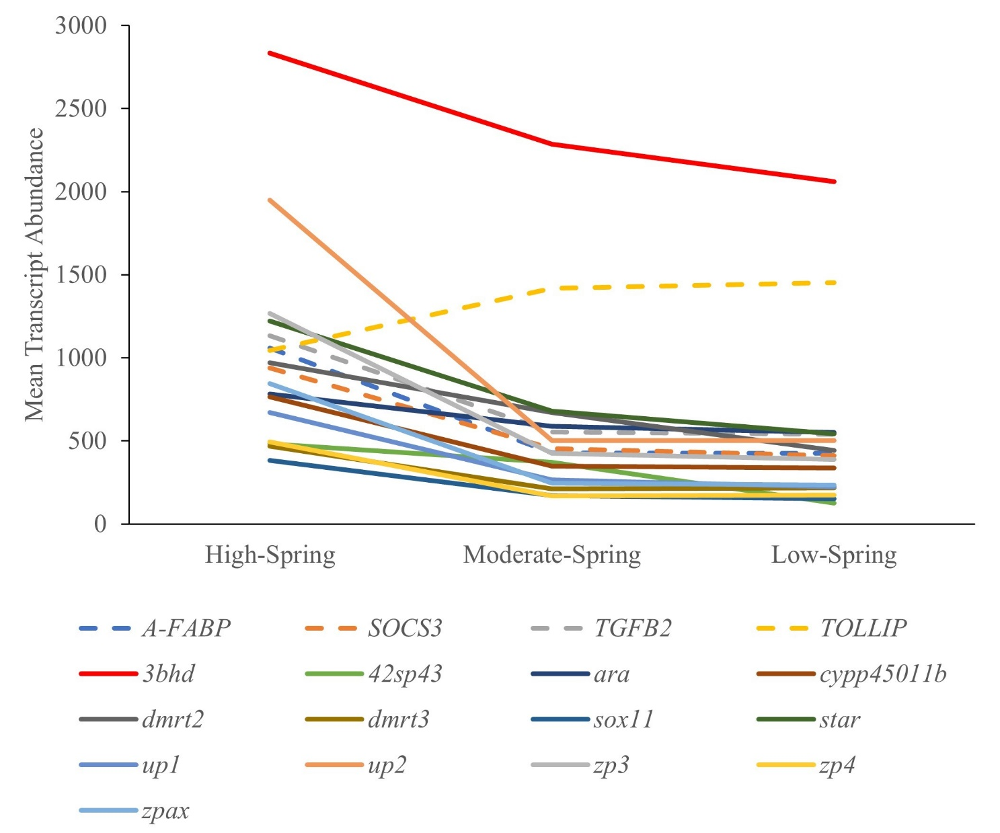 3000
2500
2000
1500
1000
500
0
Mean Transcript Abundance
High-Spring Moderate-Spring Low-Spring
A-FABP SOCS3 TGFB2 TOLLIP
3bhd 42sp43 ara cypp45011b
dmrt2 dmrt3 sox11 star
up1 up2 zp3 zp4
zpax